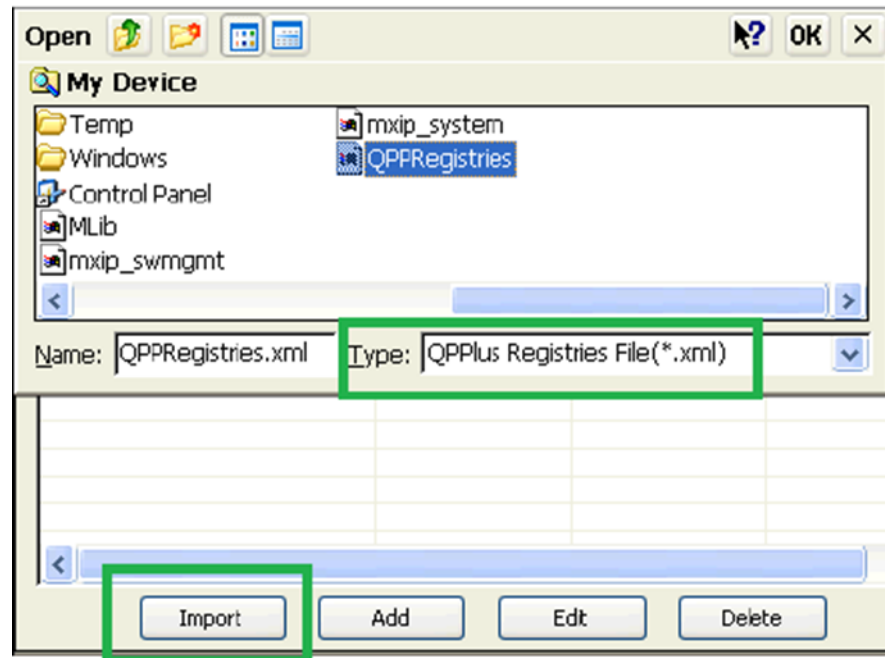 Open OK
My Device
Temp mxip_system
Windows QPPRegistries
Control Panel
MLib
mxip_swmgmt
Name: QPPRegistries.xml Type: QPPlus Registries File(*.xml)
Import Add Edit Delete